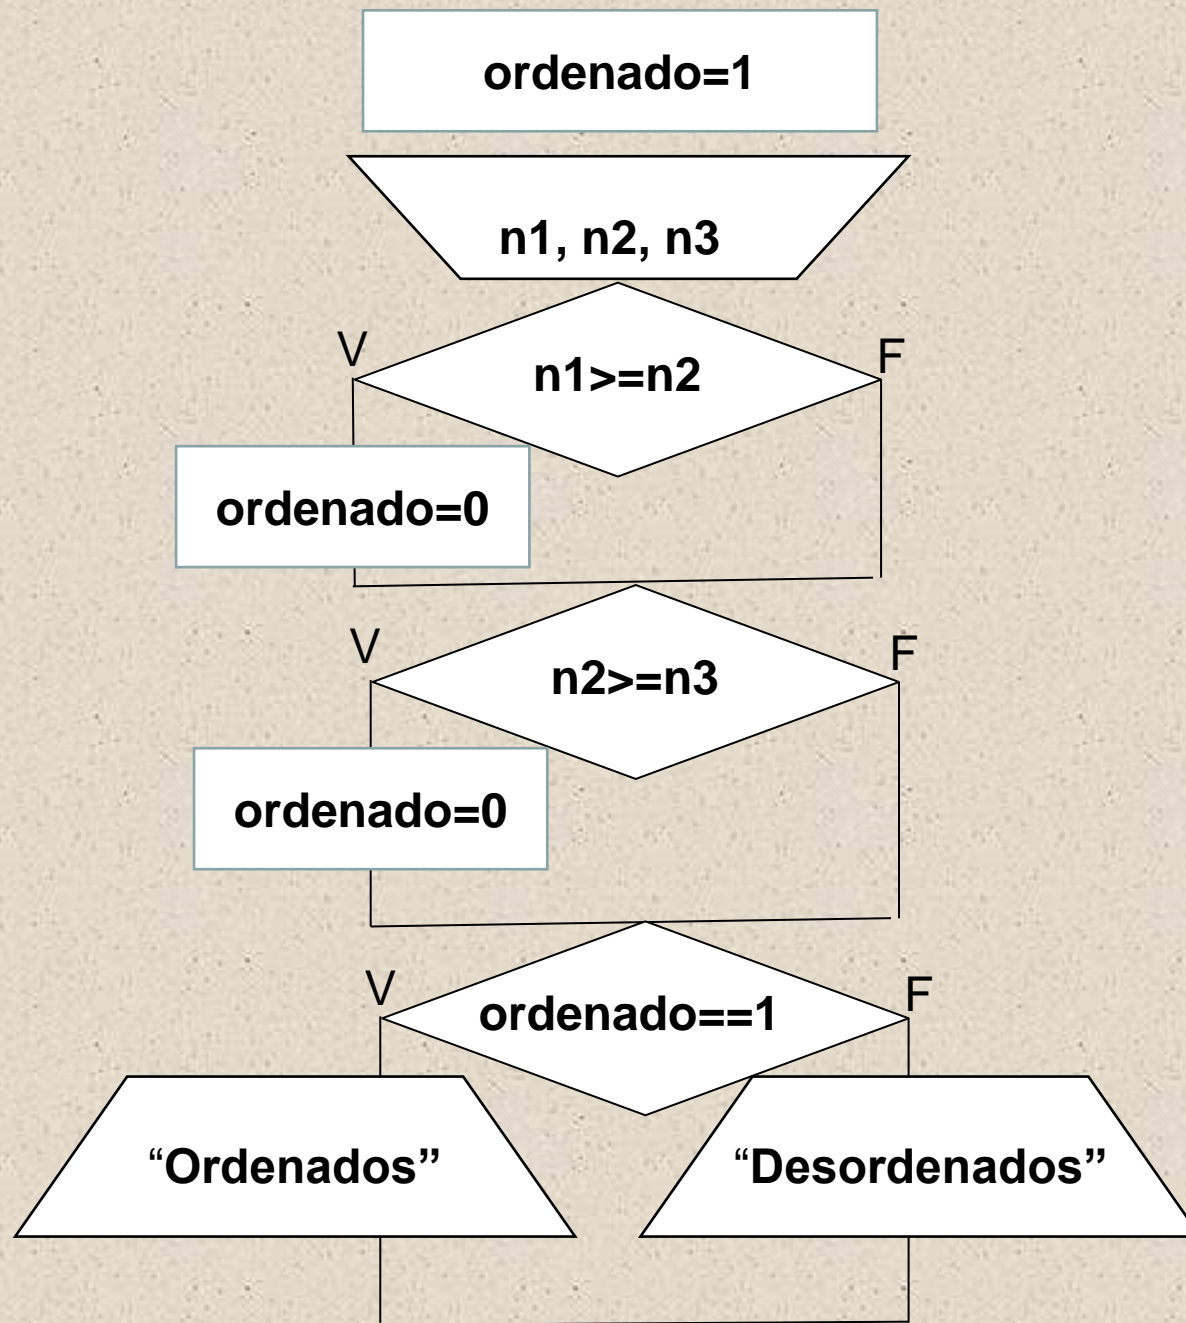 ordenado=1
n1, n2, n3
V
F
n1>=n2
ordenado=0
V
F
n2>=n3
ordenado=0
V
F
ordenado==1
“Ordenados”
“Desordenados”